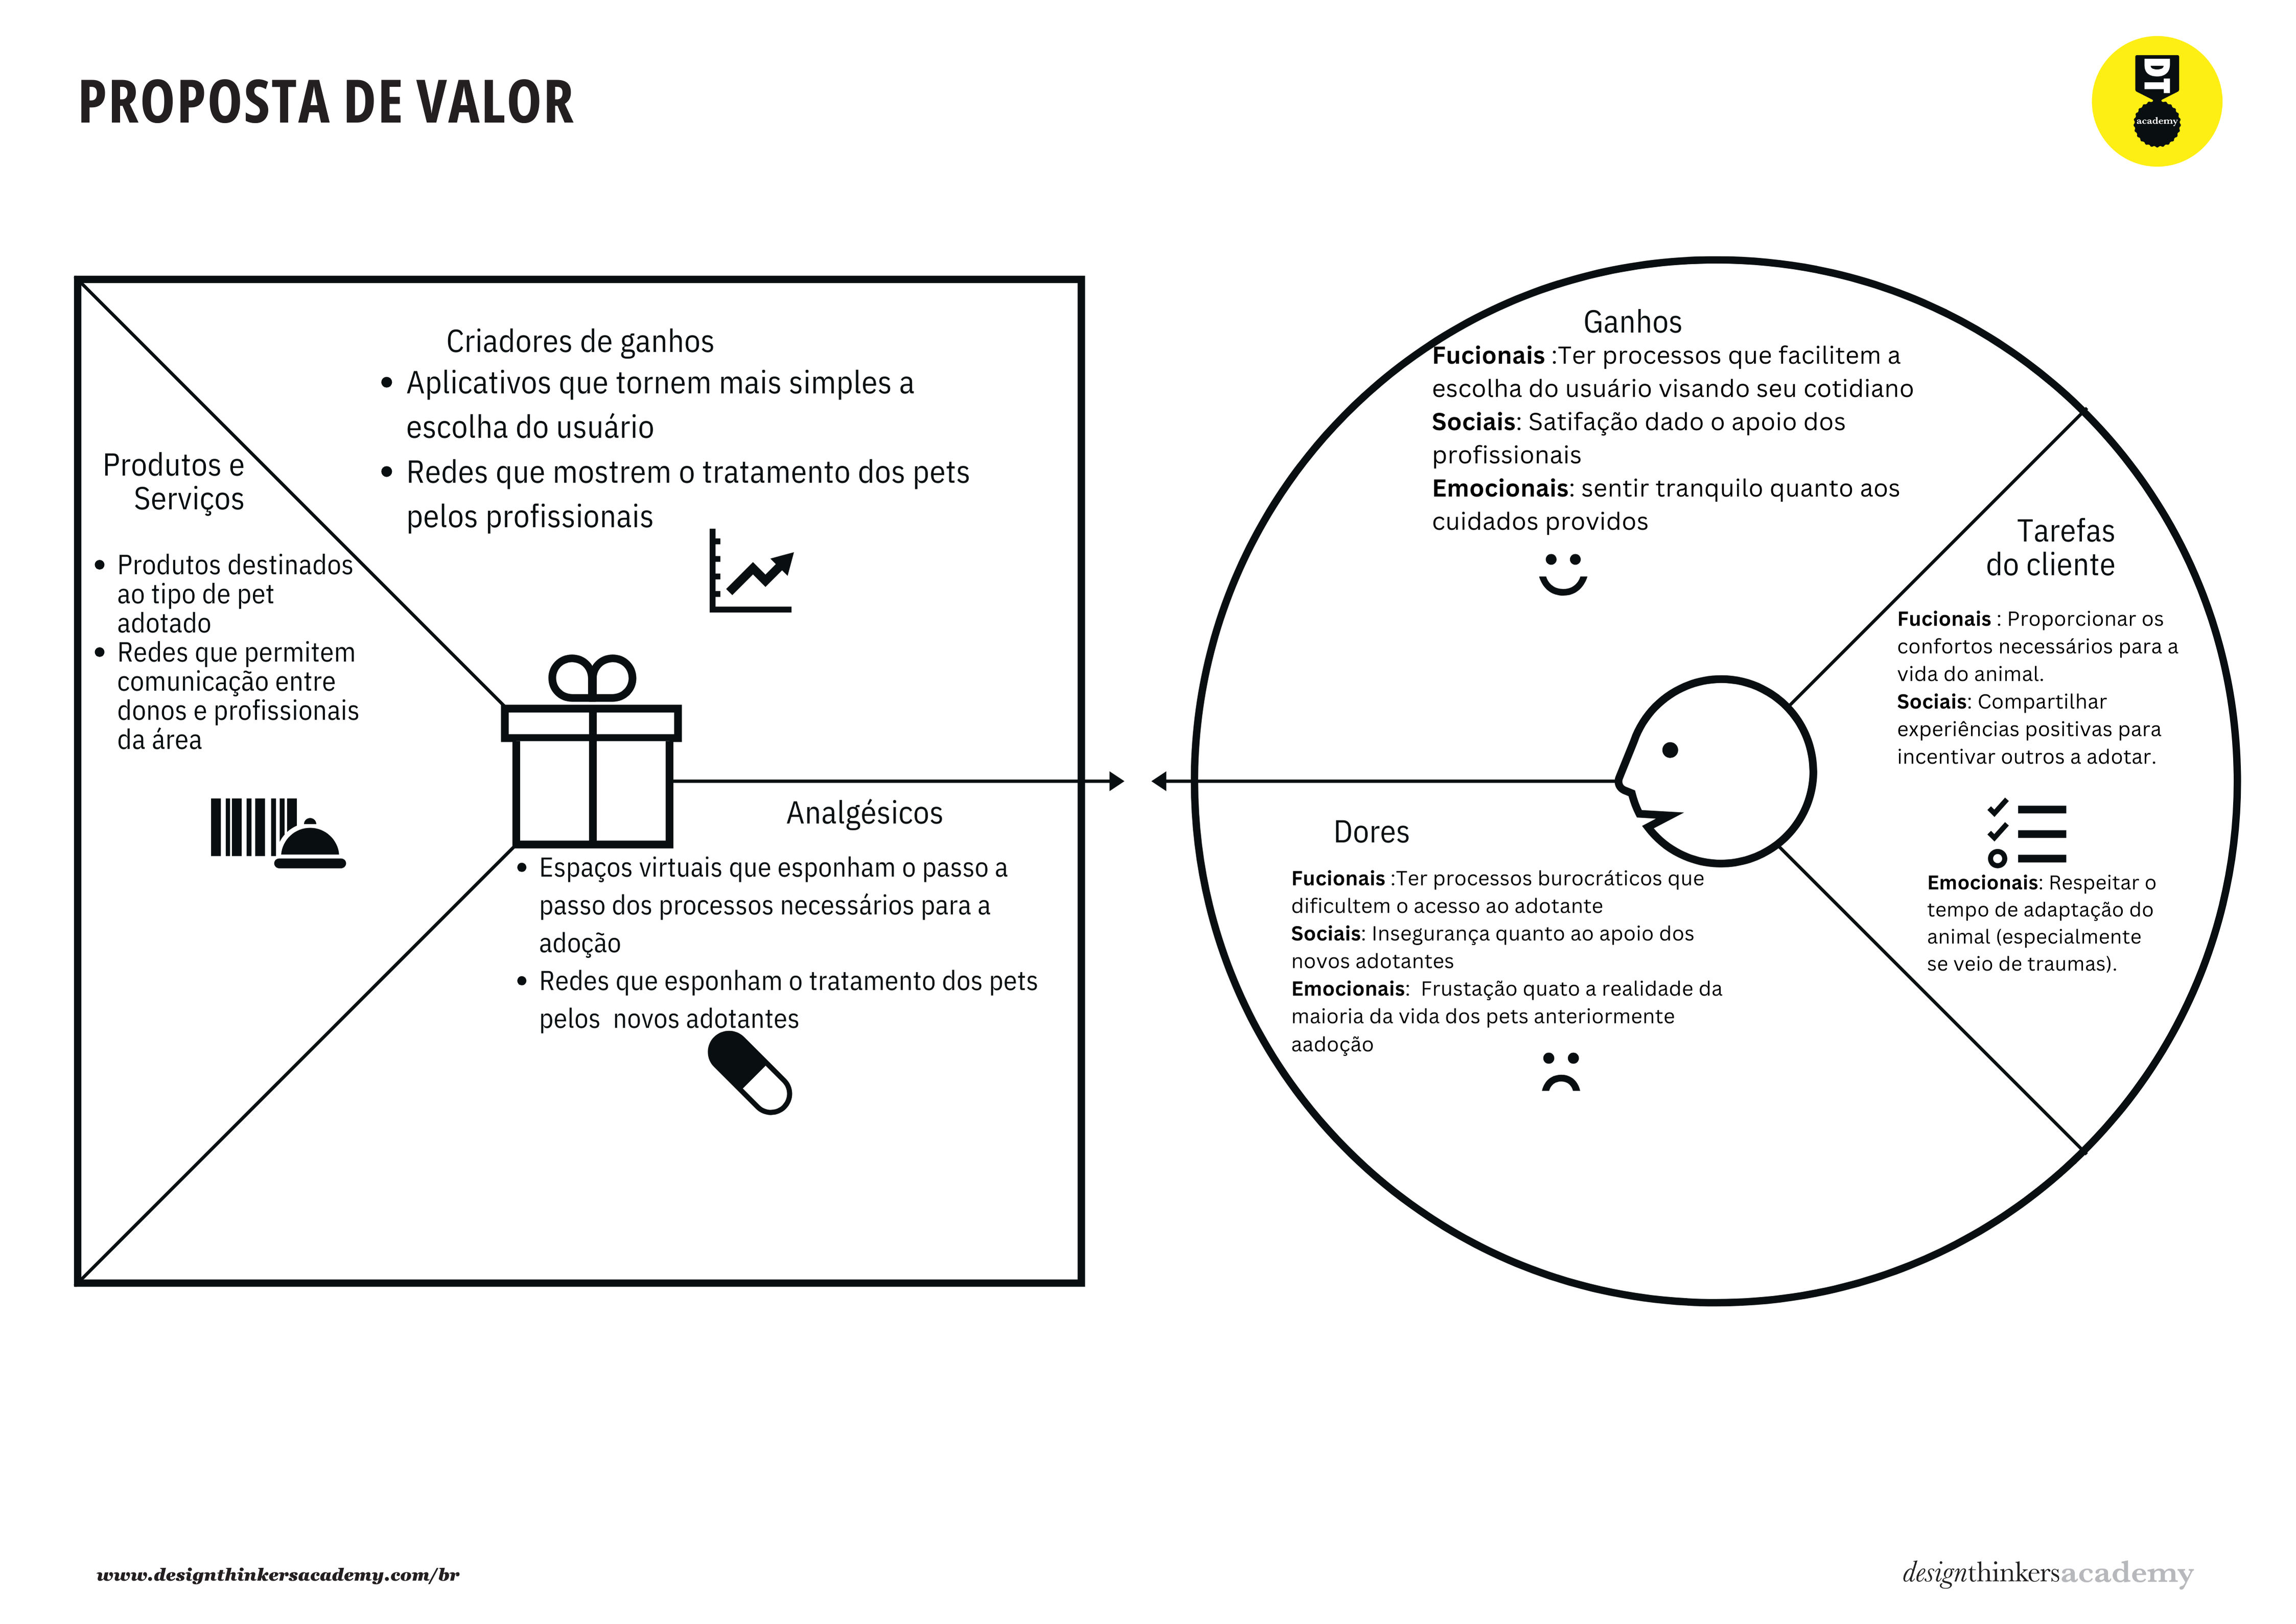 PROPOSTA DE VALOR
DT
academy
Criadores de ganhos
• Aplicativos que tornem mais simples a
escolha do usuário
• Redes que mostrem o tratamento dos pets
pelos profissionais
Produtos e
Serviços
• Produtos destinados
ao tipo de pet
adotado
• Redes que permitem
comunicação entre
donos e profissionais
da área
Analgésicos
• Espaços virtuais que esponham o passo a
passo dos processos necessários para a
adoção
• Redes que esponham o tratamento dos pets
pelos novos adotantes
Ganhos
Fucionais :Ter processos que facilitem a
escolha do usuário visando seu cotidiano
Sociais: Satifação dado o apoio dos
profissionais
Emocionais: sentir tranquilo quanto aos
cuidados providos
Tarefas
do cliente
Fucionais : Proporcionar os
confortos necessários para a
vida do animal.
Sociais: Compartilhar
experiências positivas para
incentivar outros a adotar.
Emocionais: Respeitar o
tempo de adaptação do
animal (especialmente
se veio de traumas).
Dores
Fucionais :Ter processos burocráticos que
dificultem o acesso ao adotante
Sociais: Insegurança quanto ao apoio dos
novos adotantes
Emocionais: Frustação quato a realidade da
maioria da vida dos pets anteriormente
aadoção
www.designthinkersacademy.com/br
designthinkersacademy